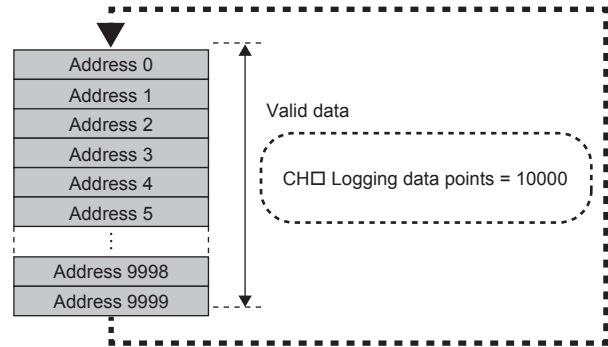 Address 0
Address 1
Address 2
Address 3
Address 4
Address 5
⋮
Address 9998
Address 9999
Valid data
CH□ Logging data points = 10000